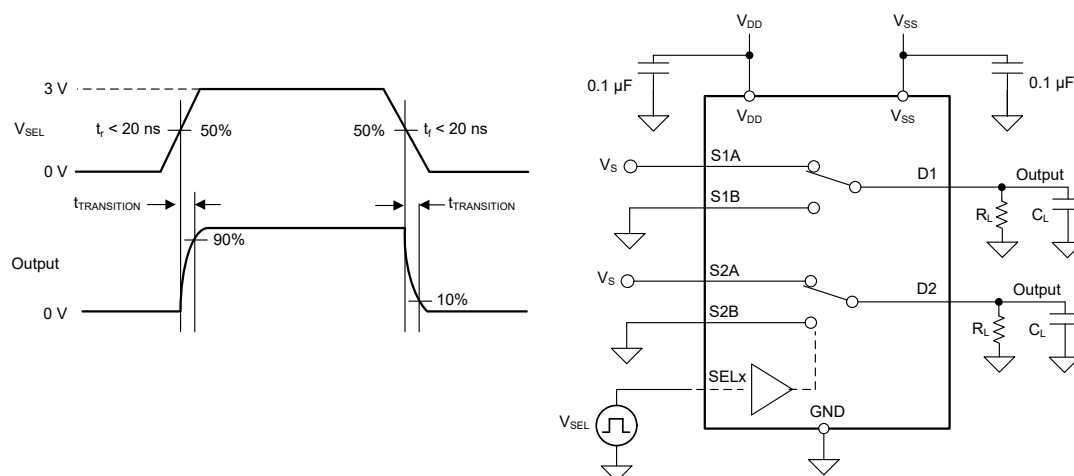 3 V
V_SEL
t_r < 20 ns
50%
50%
t_f < 20 ns
0 V
t_TRANSITION
t_TRANSITION
90%
Output
10%
0 V
V_DD
V_SS
0.1 µF
0.1 µF
V_DD
V_SS
V_S
S1A
D1
Output
S1B
R_L
C_L
V_S
S2A
D2
Output
S2B
R_L
C_L
SELx
V_SEL
GND